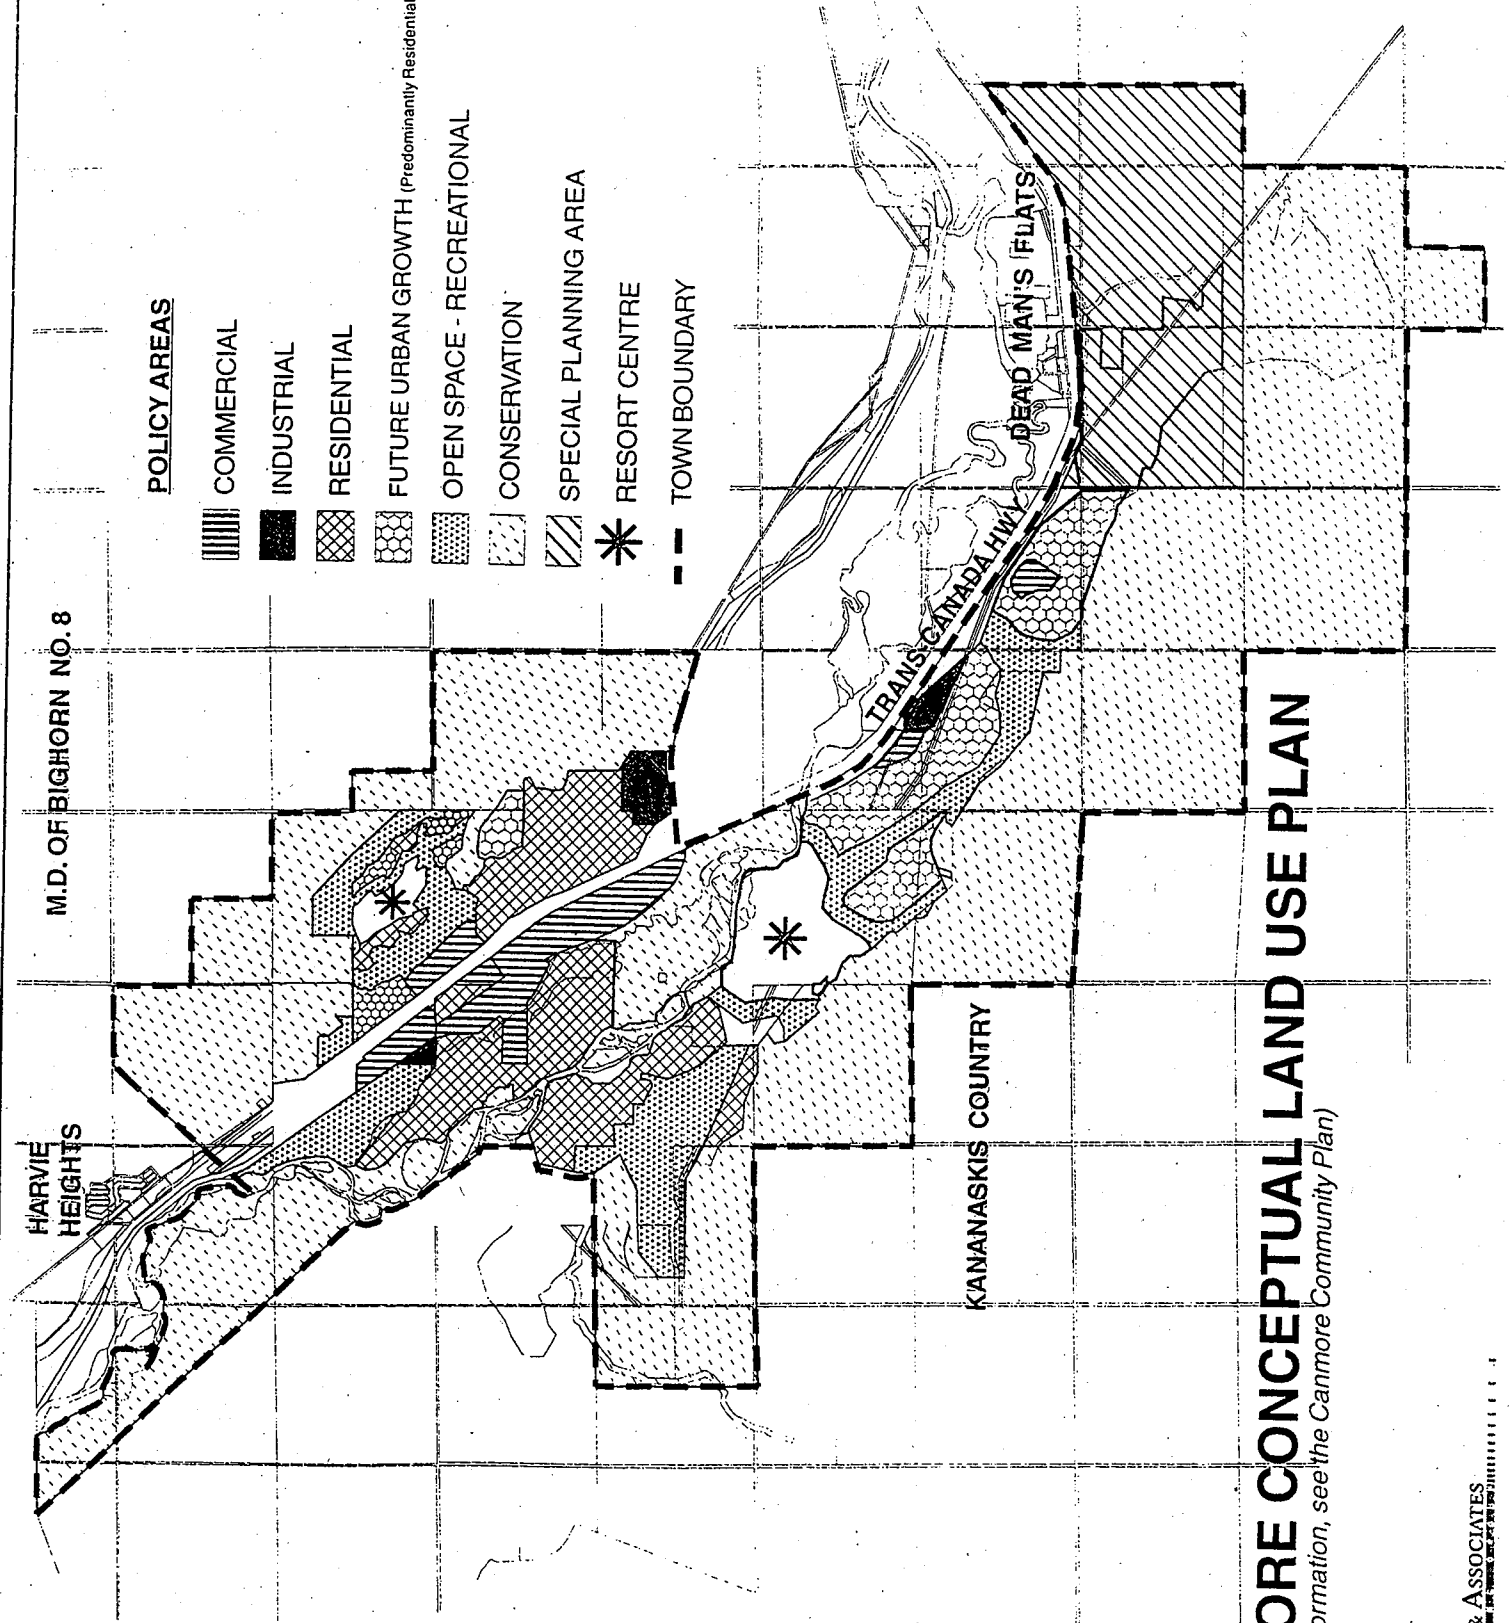 M.D. OF BIGHORN NO. 8
HARVIE
HEIGHTS
POLICY AREAS
COMMERCIAL
INDUSTRIAL
RESIDENTIAL
FUTURE URBAN GROWTH (Predominantly Residential
OPEN SPACE - RECREATIONAL
CONSERVATION
SPECIAL PLANNING AREA
RESORT CENTRE
TOWN BOUNDARY
TRANS-CANADA HWY
DEAD MAN'S FLATS
KANANASKIS COUNTRY
ORE CONCEPTUAL LAND USE PLAN
ormation, see the Canmore Community Plan)
& ASSOCIATES